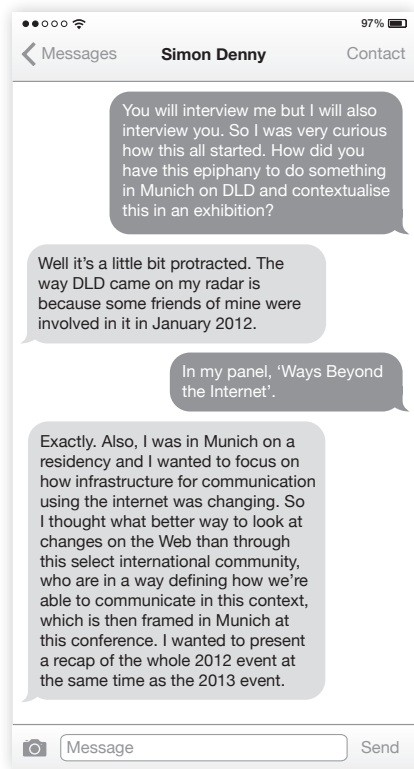 97%
Messages Simon Denny Contact
You will interview me but I will also
interview you. So I was very curious
how this all started. How did you
have this epiphany to do something
in Munich on DLD and contextualise
this in an exhibition?
Well it’s a little bit protracted. The
way DLD came on my radar is
because some friends of mine were
involved in it in January 2012.
In my panel, ‘Ways Beyond
the Internet’.
Exactly. Also, I was in Munich on a
residency and I wanted to focus on
how infrastructure for communication
using the internet was changing. So
I thought what better way to look at
changes on the Web than through
this select international community,
who are in a way defining how we’re
able to communicate in this context,
which is then framed in Munich at
this conference. I wanted to present
a recap of the whole 2012 event at
the same time as the 2013 event.
Message Send